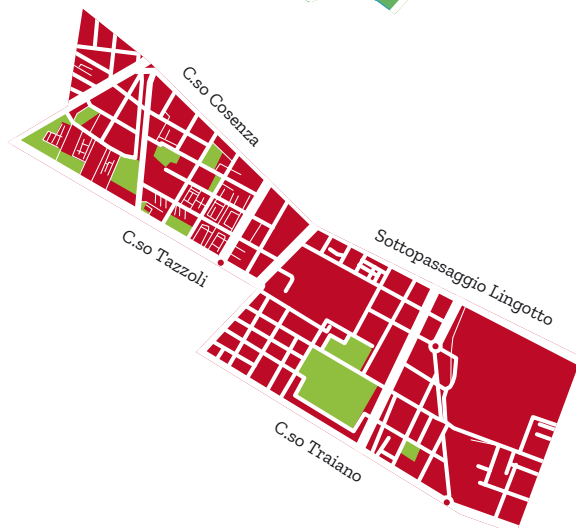 C.so Cosenza
Sottopassaggio Lingotto
C.so Tazzoli
C.so Traiano